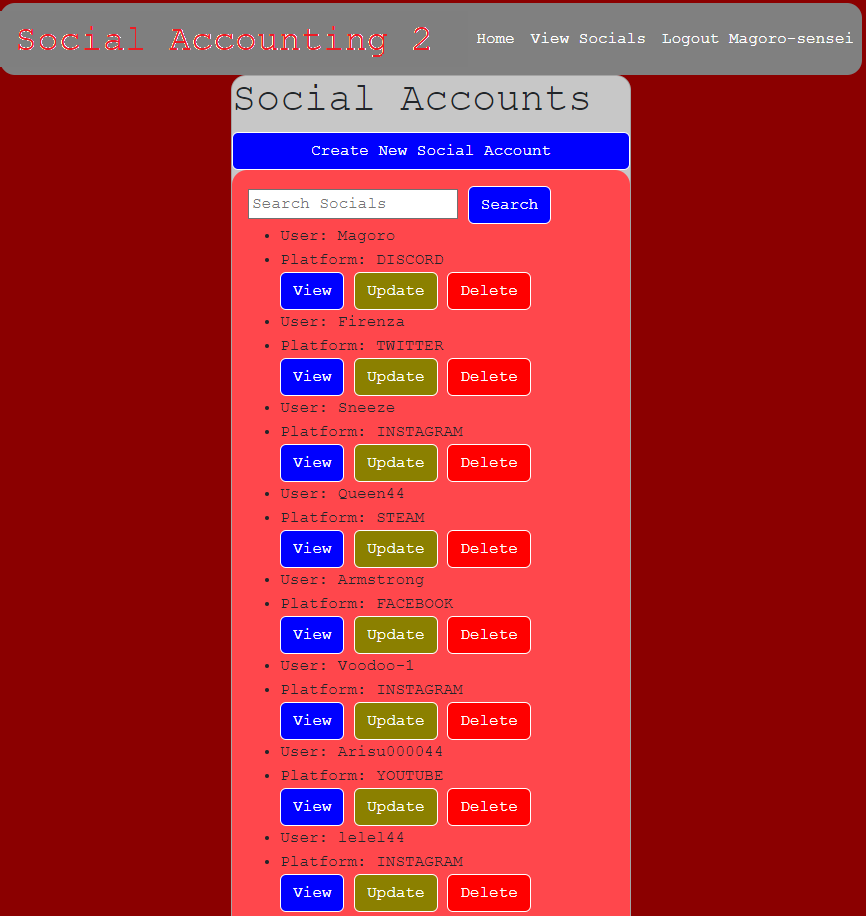 Social Accounting 2 Home View Socials Logout Magoro-sensei
Social Accounts
Create New Social Account
Search Socials Search
User: Magoro
Platform: DISCORD
View Update Delete
User: Firenza
Platform: TWITTER
View Update Delete
User: Sneeze
Platform: INSTAGRAM
View Update Delete
User: Queen44
Platform: STEAM
View Update Delete
User: Armstrong
Platform: FACEBOOK
View Update Delete
User: Voodoo-1
Platform: INSTAGRAM
View Update Delete
User: Arisu000044
Platform: YOUTUBE
View Update Delete
User: lele144
Platform: INSTAGRAM
View Update Delete